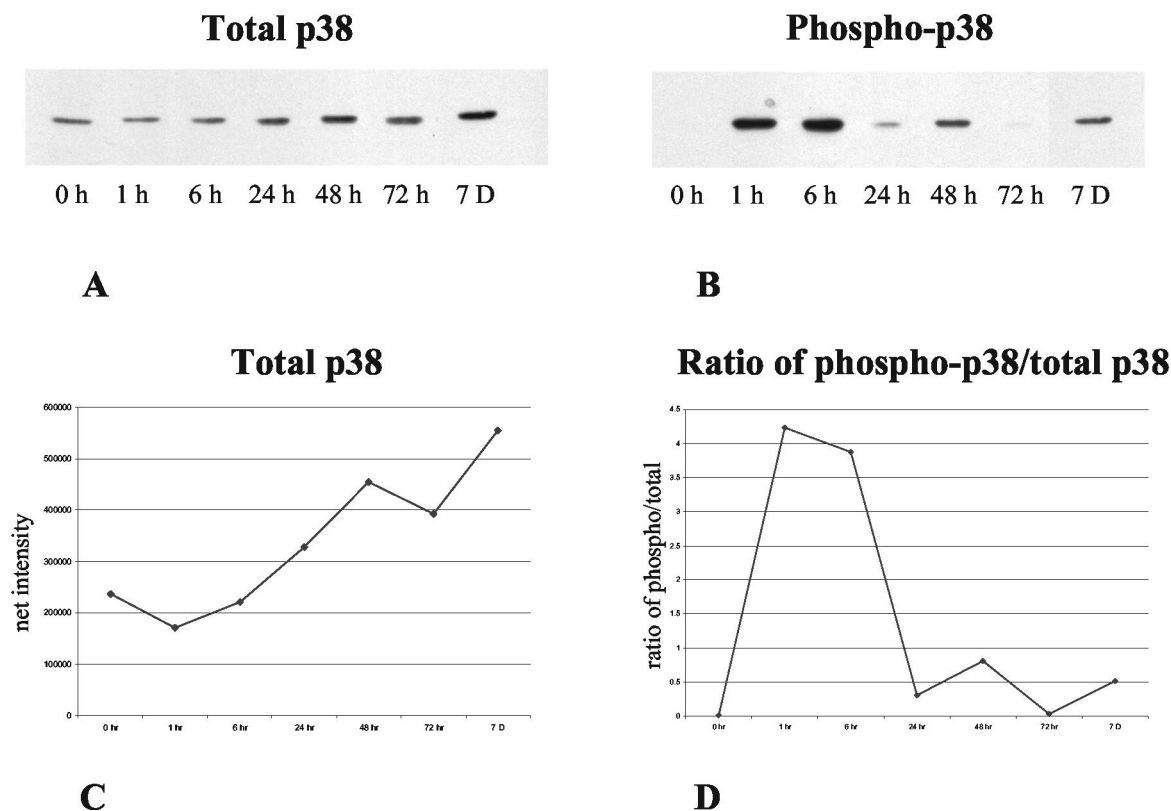 Total p38
Phospho-p38
0 h 1 h 6 h 24 h 48 h 72 h 7 D
0 h 1 h 6 h 24 h 48 h 72 h 7 D
A
B
Total p38
net intensity
600000
500000
400000
300000
200000
100000
0
0 hr 1 hr 6 hr 24 hr 48 hr 72 hr 7 D
C
Ratio of phospho-p38/total p38
ratio of phospho/total
4.5
4
3.5
3
2.5
2
1.5
1
0.5
0
0 hr 1 hr 6 hr 24 hr 48 hr 72 hr 7 D
D